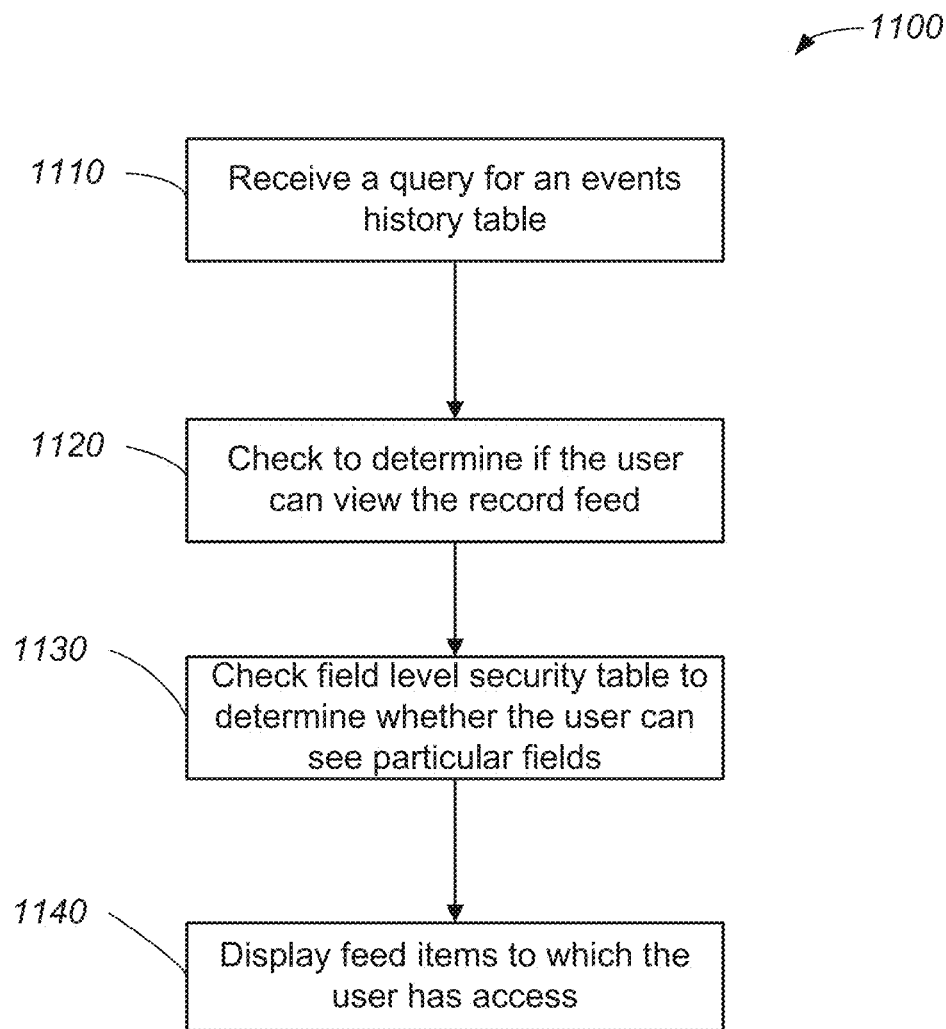 1100
1110
Receive a query for an events
history table
1120
Check to determine if the user
can view the record feed
1130
Check field level security table to
determine whether the user can
see particular fields
1140
Display feed items to which the
user has access